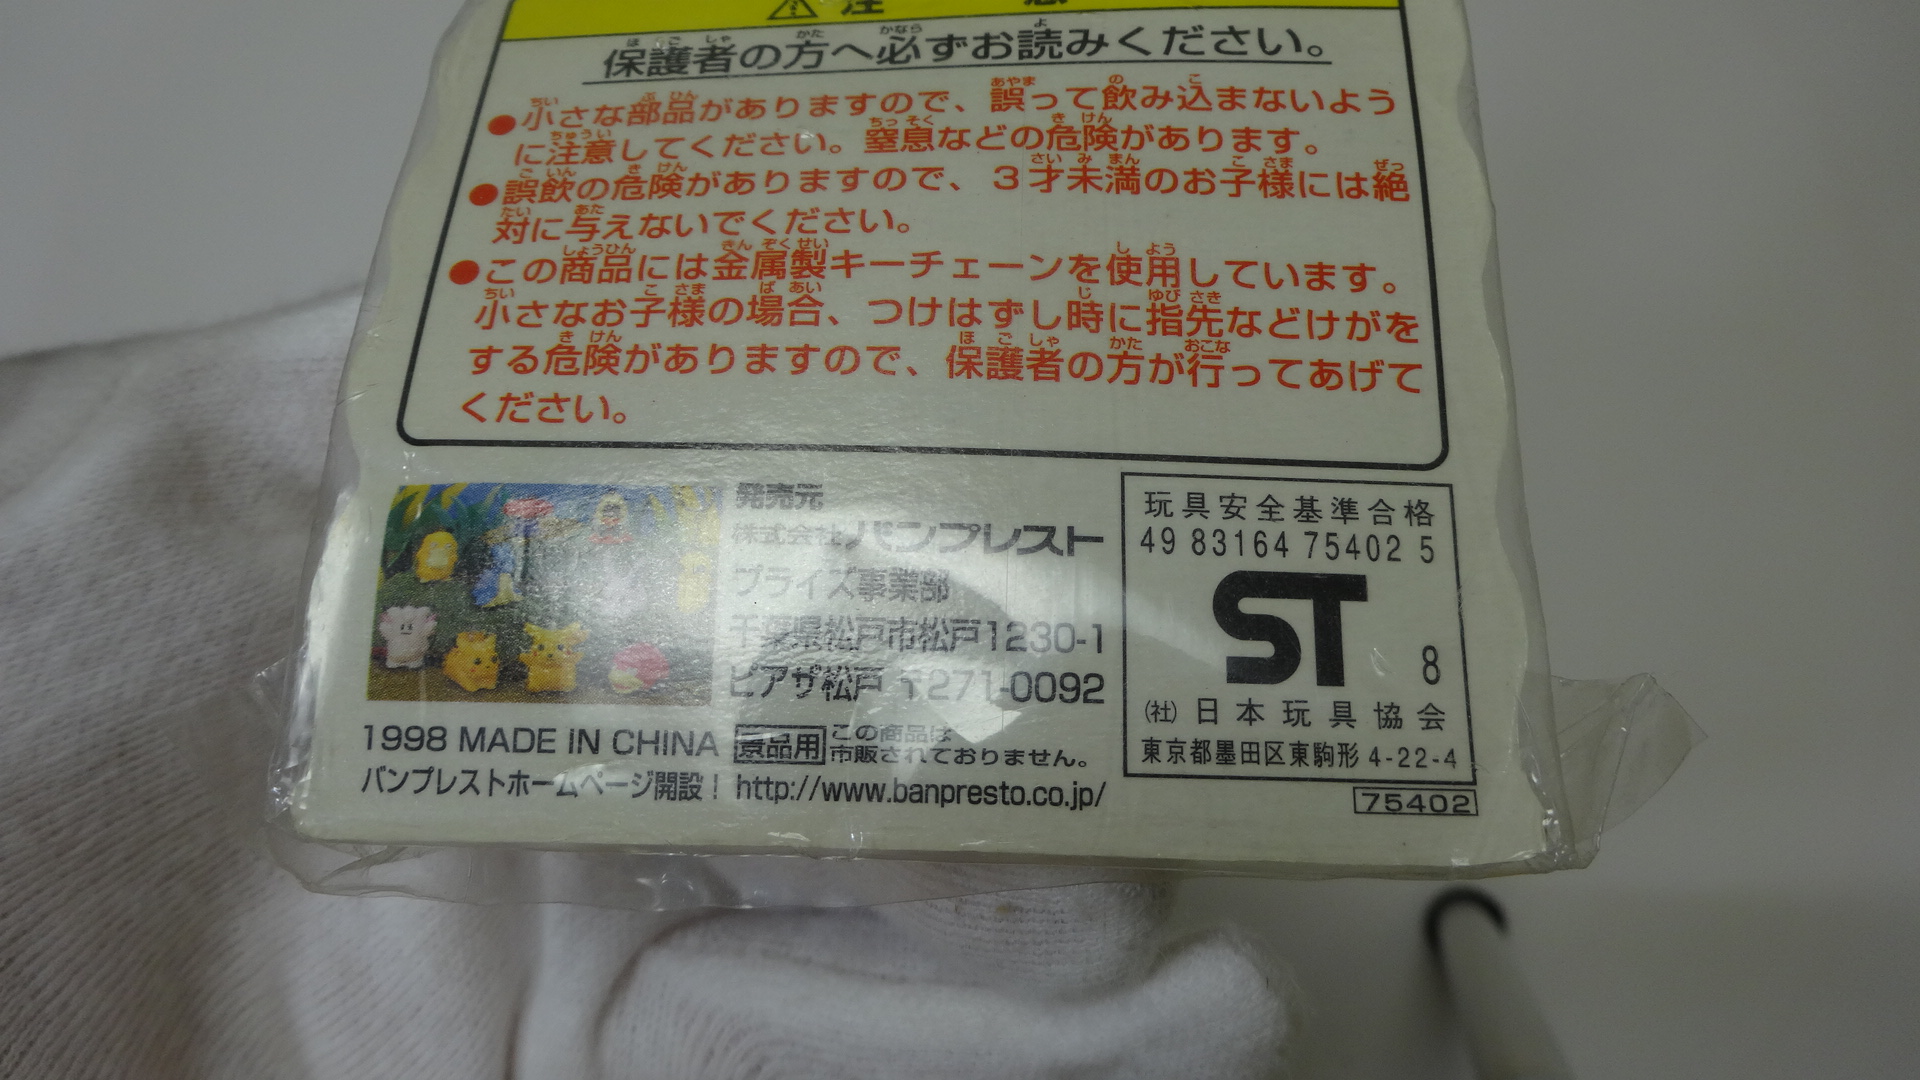 注意
保護者の方へ必ずお読みください。
●小さな部品がありますので、誤って飲み込まないよう
に注意してください。窒息などの危険があります。
●誤飲の危険がありますので、3才未満のお子様には絶
対に与えないでください。
●この商品には金属製キーチェーンを使用しています。
小さなお子様の場合、つけはずし時に指先などけがを
する危険がありますので、保護者の方が行ってあげて
ください。
発売元
株式会社バンプレスト
プライズ事業部
千葉県松戸市松戸1230-1
ピアザ松戸 〒271-0092
1998 MADE IN CHINA
景品用 この商品は
市販されておりません。
バンプレストホームページ開設! http://www.banpresto.co.jp/
玩具安全基準合格
49 83164 75402 5
ST 8
(社)日本玩具協会
東京都墨田区東駒形4-22-4
75402